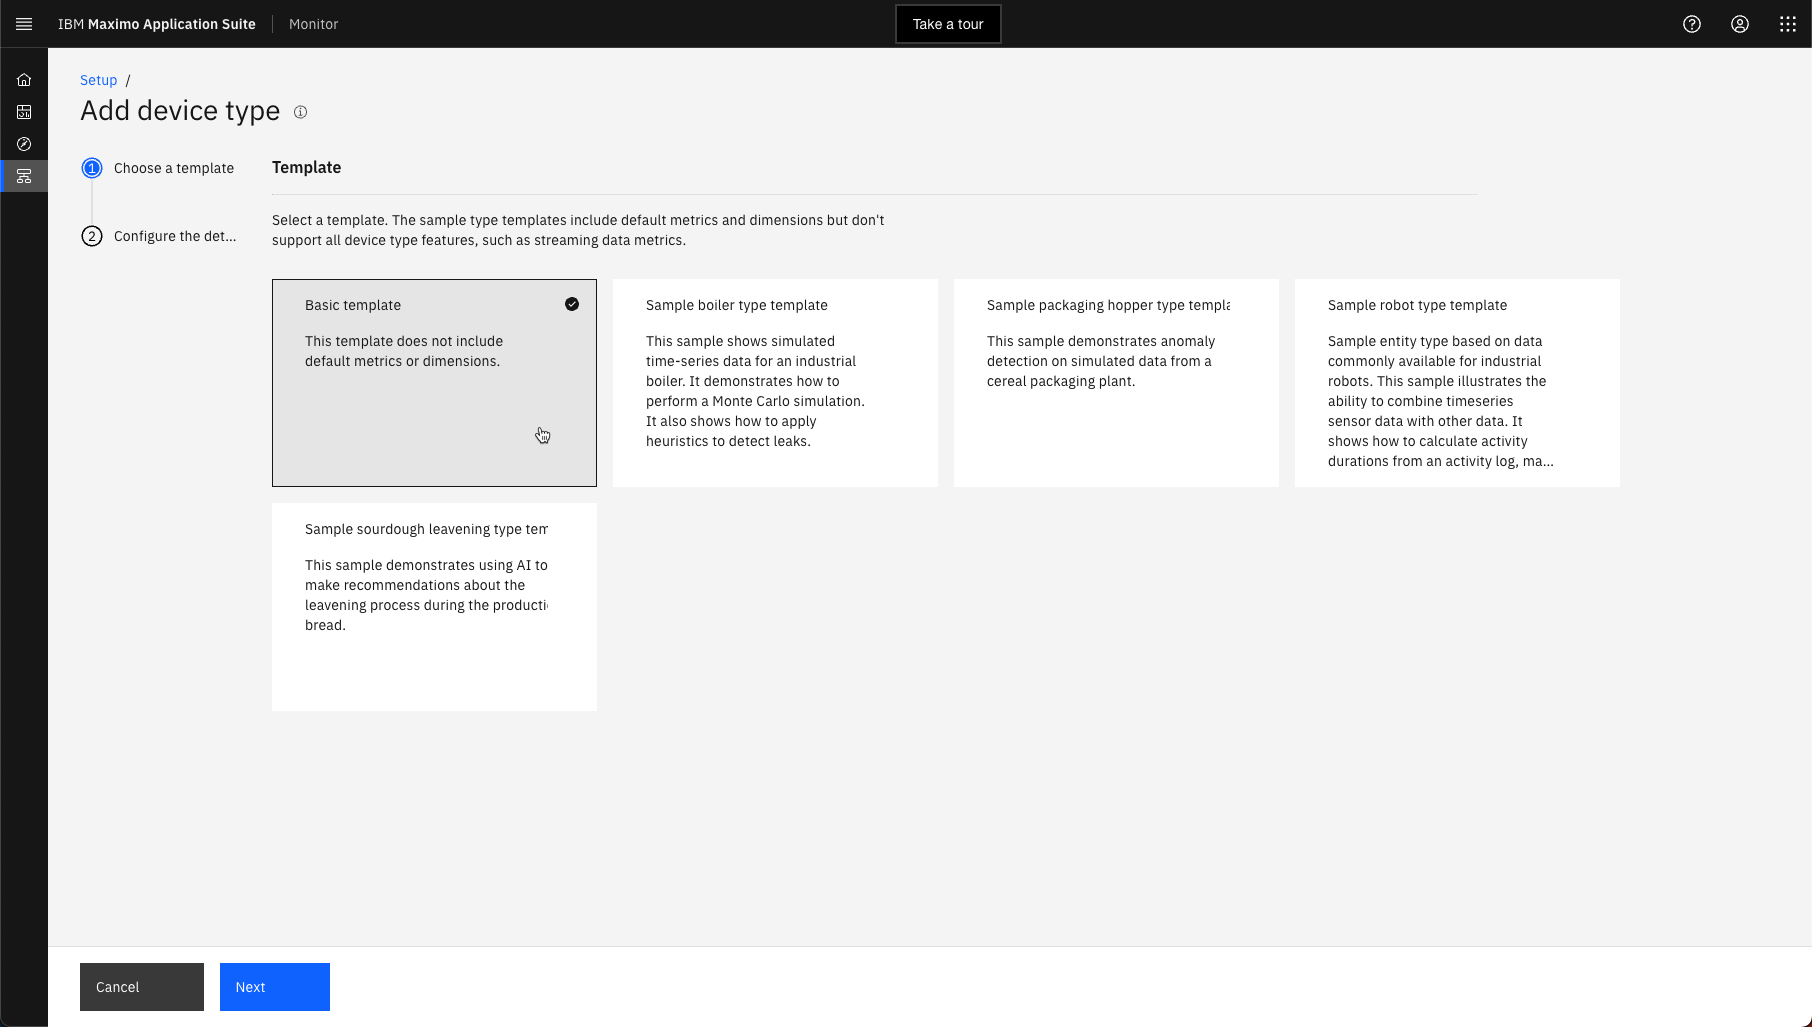 IBM Maximo Application Suite
Monitor
Take a tour
Setup /
Add device type
1 Choose a template
2 Configure the det...
Template
Select a template. The sample type templates include default metrics and dimensions but don't
support all device type features, such as streaming data metrics.
Basic template
This template does not include
default metrics or dimensions.
Sample boiler type template
This sample shows simulated
time-series data for an industrial
boiler. It demonstrates how to
perform a Monte Carlo simulation.
It also shows how to apply
heuristics to detect leaks.
Sample packaging hopper type templa
This sample demonstrates anomaly
detection on simulated data from a
cereal packaging plant.
Sample robot type template
Sample entity type based on data
commonly available for industrial
robots. This sample illustrates the
ability to combine timeseries
sensor data with other data. It
shows how to calculate activity
durations from an activity log, ma...
Sample sourdough leavening type tem
This sample demonstrates using AI to
make recommendations about the
leavening process during the producti
bread.
Cancel
Next